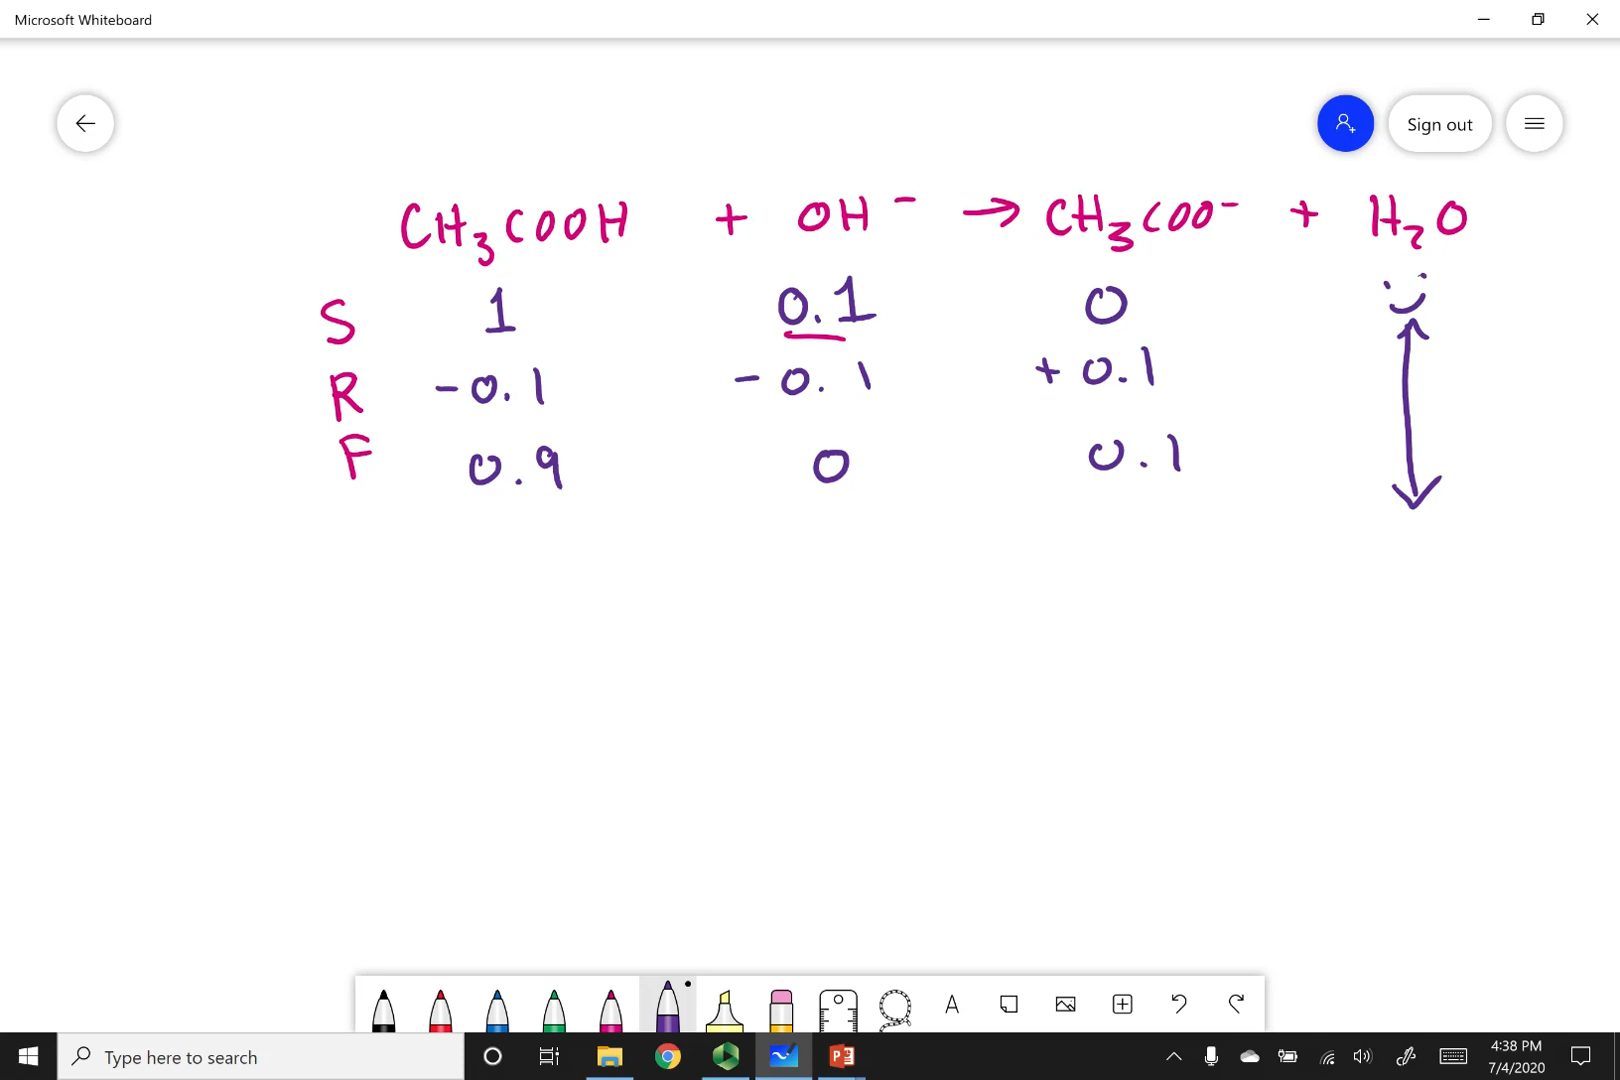 Microsoft Whiteboard
Sign out
CH₃COOH + OH⁻ → CH₃COO⁻ + H₂O
S 1 0.1 0
R -0.1 -0.1 +0.1
F 0.9 0 0.1
A
Type here to search
4:38 PM
7/4/2020